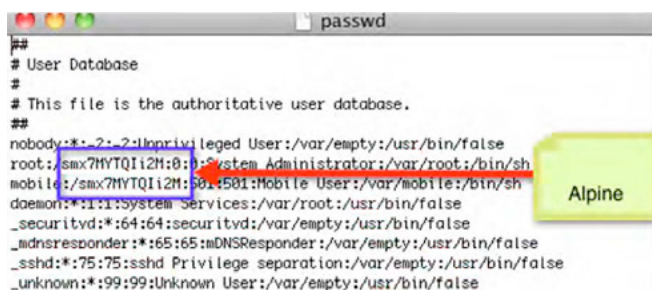 passwd
##
# User Database
#
# This file is the authoritative user database.
##
nobody:*:-2:-2:Unprivileged User:/var/empty:/usr/bin/false
root:/smx7MYTQIi2M:0:0:System Administrator:/var/root:/bin/sh
mobile:/smx7MYTQIi2M:501:501:Mobile User:/var/mobile:/bin/sh
daemon:*:1:1:System Services:/var/root:/usr/bin/false
_securityd:*:64:64:securityd:/var/empty:/usr/bin/false
_mdnsresponder:*:65:65:mDNSResponder:/var/empty:/usr/bin/false
_sshd:*:75:75:sshd Privilege separation:/var/empty:/usr/bin/false
_unknown:*:99:99:Unknown User:/var/empty:/usr/bin/false
Alpine